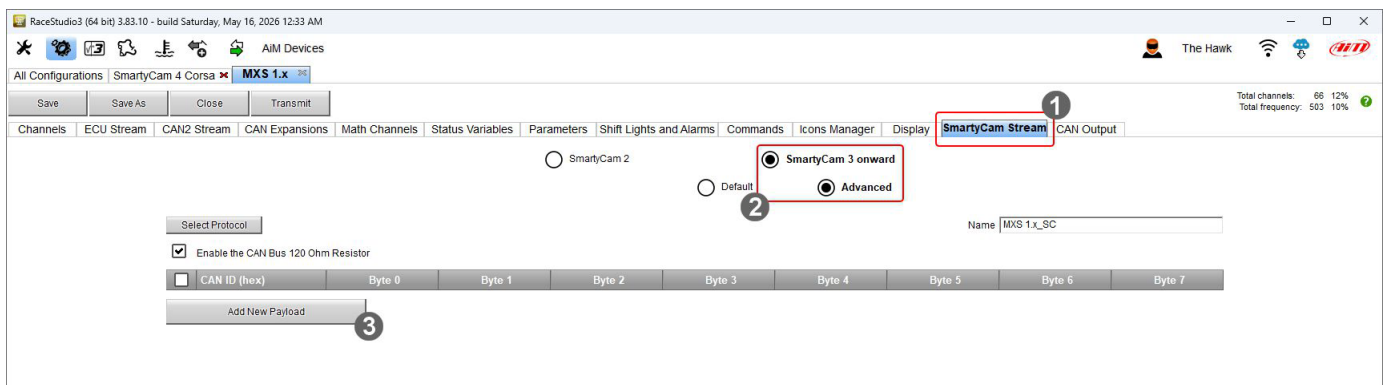 RaceStudio3 (64 bit) 3.83.10 - build Saturday, May 16, 2026 12:33 AM
AiM Devices The Hawk AiM
All Configurations SmartyCam 4 Corsa MXS 1.x
Save Save As Close Transmit
Total channels: 66 12%
Total frequency: 503 10%
1
Channels ECU Stream CAN2 Stream CAN Expansions Math Channels Status Variables Parameters Shift Lights and Alarms Commands Icons Manager Display SmartyCam Stream CAN Output
SmartyCam 2 SmartyCam 3 onward
Default Advanced
2
Select Protocol Name MXS 1.x_SC
Enable the CAN Bus 120 Ohm Resistor
CAN ID (hex) Byte 0 Byte 1 Byte 2 Byte 3 Byte 4 Byte 5 Byte 6 Byte 7
Add New Payload
3